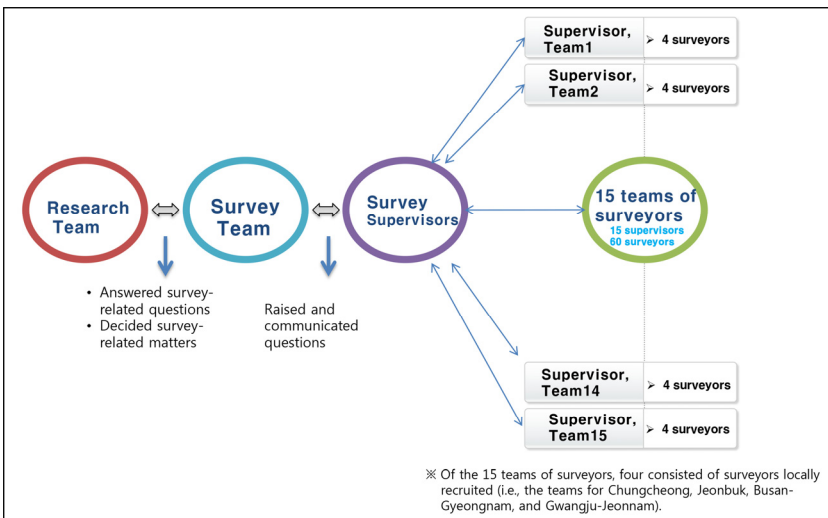 Supervisor,
Team1
➢ 4 surveyors
Supervisor,
Team2
➢ 4 surveyors
Research
Team
Survey
Team
Survey
Supervisors
15 teams of
surveyors
15 supervisors
60 surveyors
• Answered survey-
related questions
• Decided survey-
related matters
Raised and
communicated
questions
Supervisor,
Team14
➢ 4 surveyors
Supervisor,
Team15
➢ 4 surveyors
※ Of the 15 teams of surveyors, four consisted of surveyors locally
recruited (i.e., the teams for Chungcheong, Jeonbuk, Busan-
Gyeongnam, and Gwangju-Jeonnam).